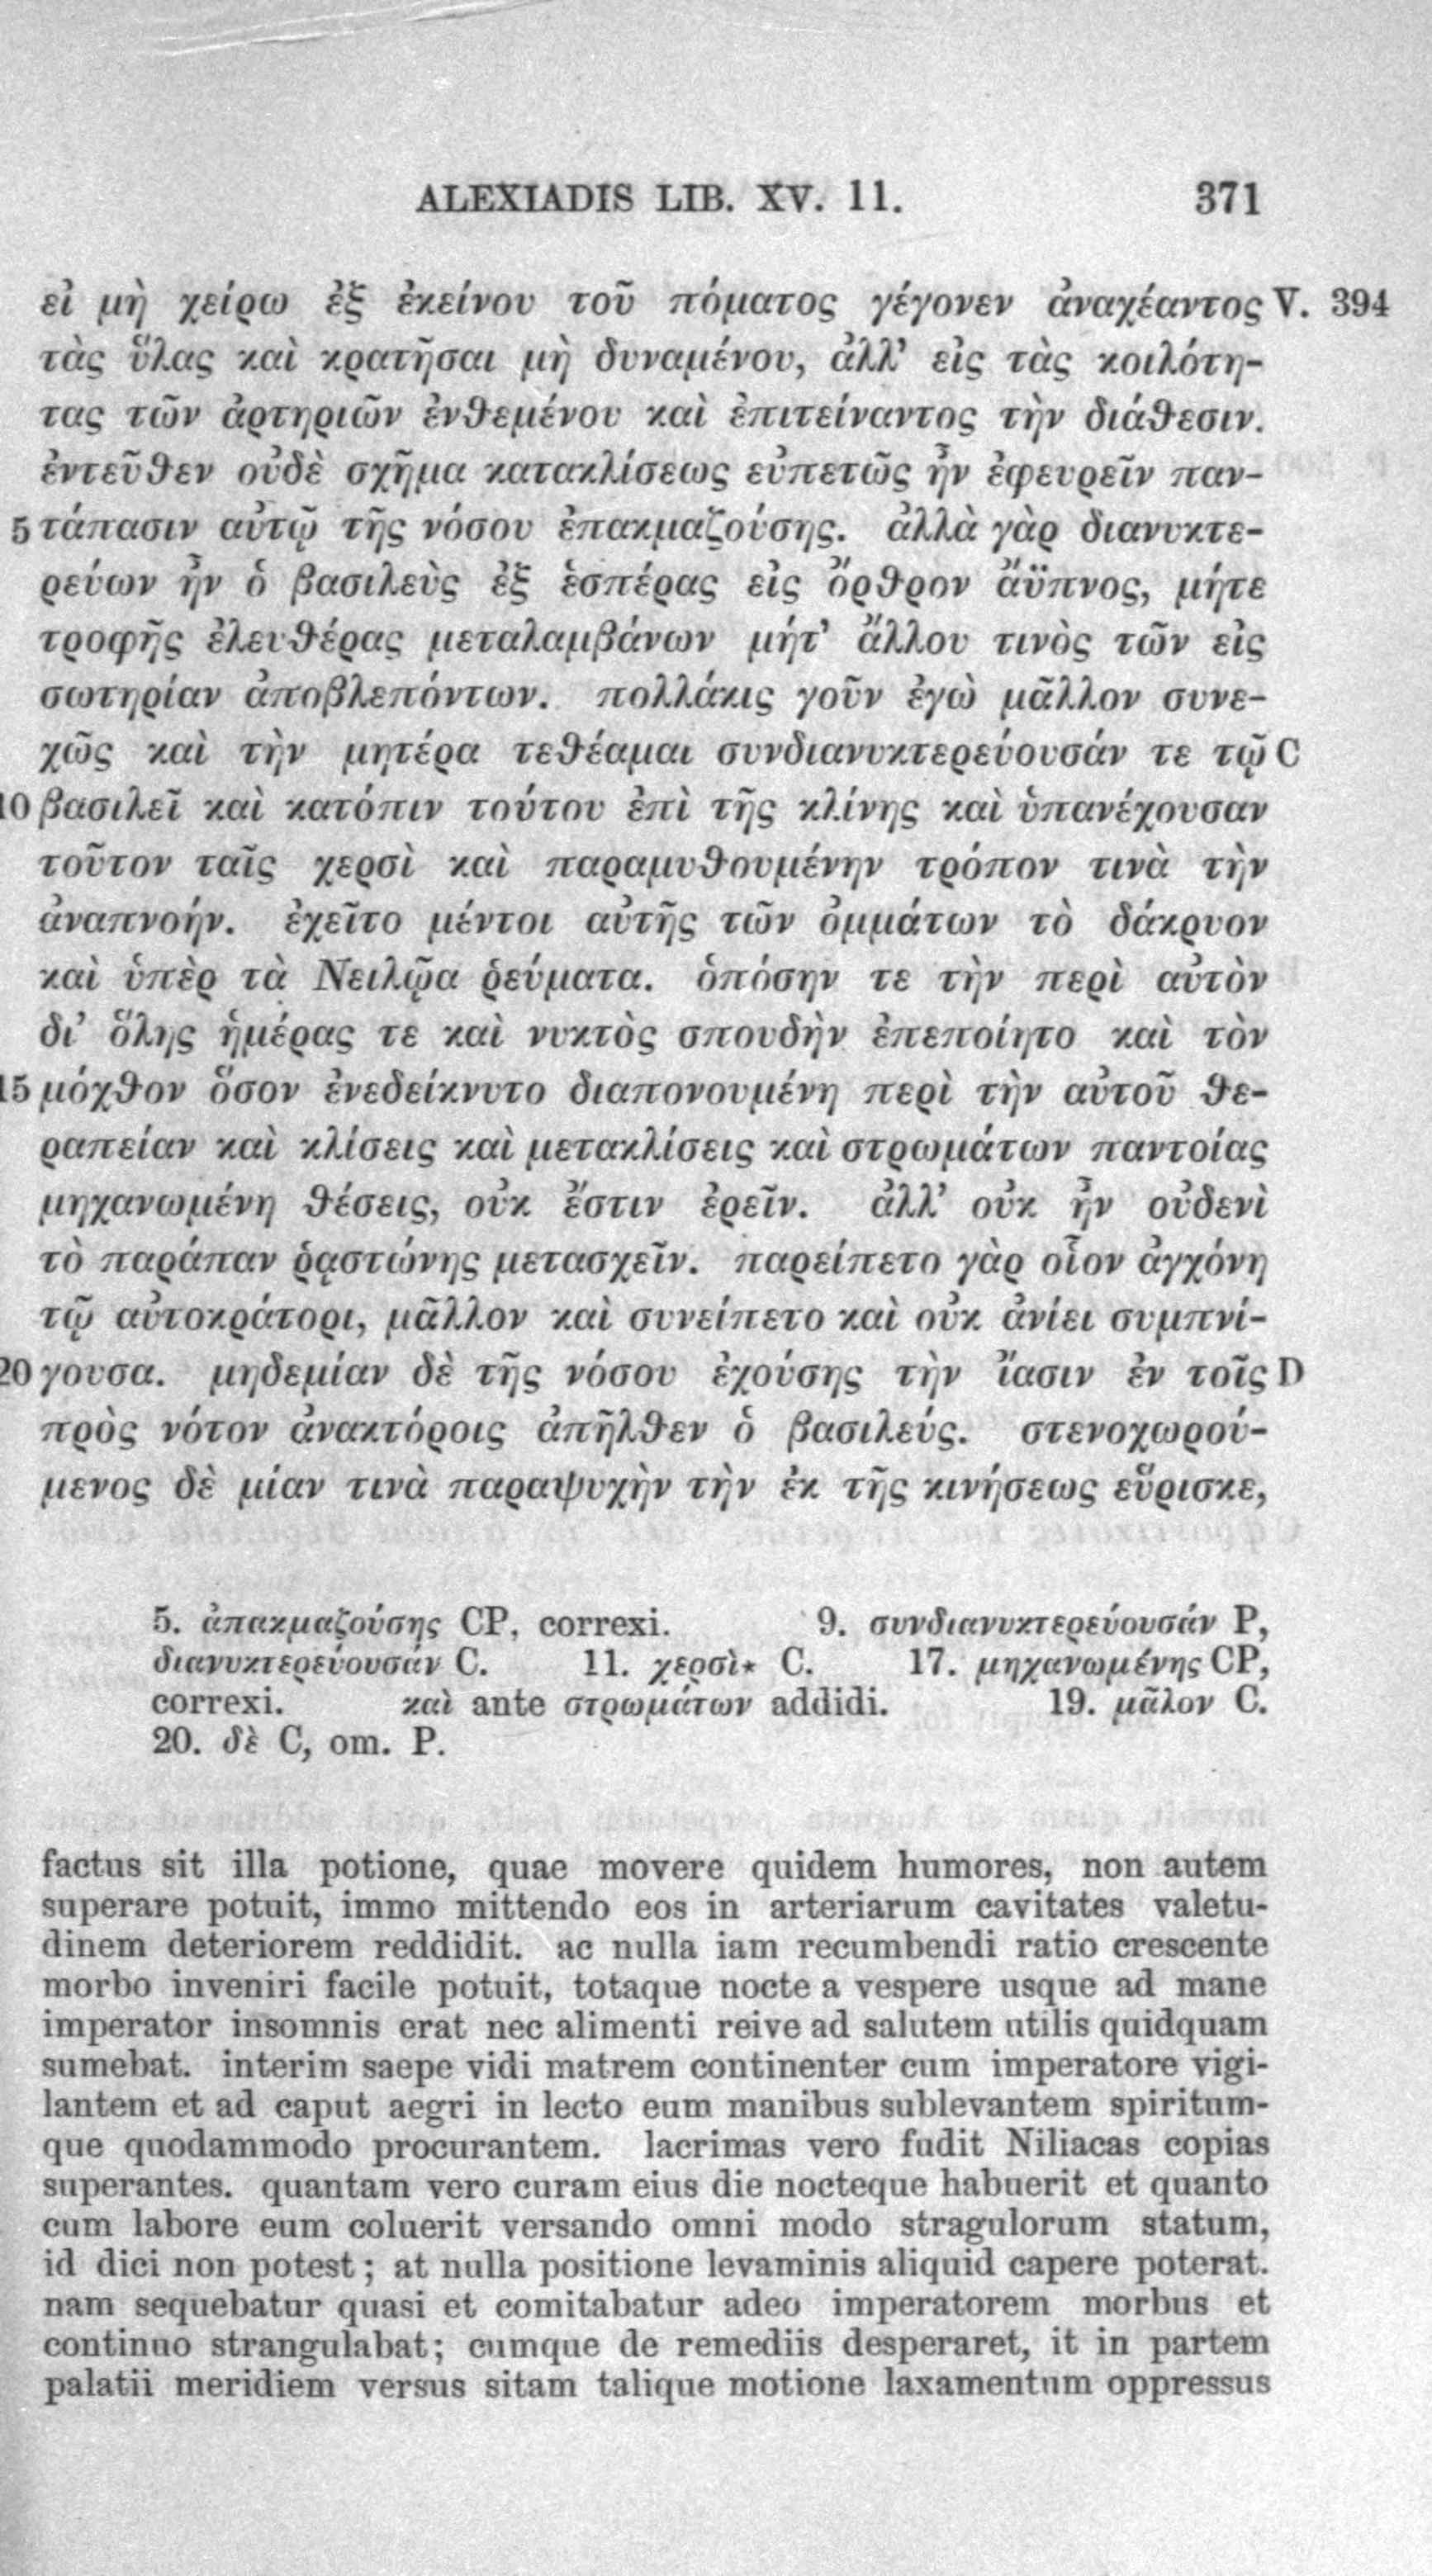 ALEXIADIS LIB. XV. 11. 371
εἰ μὴ χείρω ἐξ ἐκείνου τοῦ πόματος γέγονεν ἀναχέαντος V. 394
τὰς ὕλας καὶ κρατῆσαι μὴ δυναμένου, ἀλλ' εἰς τὰς κοιλότη-
τας τῶν ἀρτηριῶν ἐνθεμένου καὶ ἐπιτείναντος τὴν διάθεσιν.
ἐντεῦθεν οὐδὲ σχῆμα κατακλίσεως εὐπετῶς ἦν ἐφευρεῖν παν-
5 τάπασιν αὐτῷ τῆς νόσου ἐπακμαζούσης. ἀλλὰ γὰρ διανυκτε-
ρεύων ἦν ὁ βασιλεὺς ἐξ ἑσπέρας εἰς ὄρθρον ἄϋπνος, μήτε
τροφῆς ἐλευθέρας μεταλαμβάνων μήτ' ἄλλου τινὸς τῶν εἰς
σωτηρίαν ἀποβλεπόντων. πολλάκις γοῦν ἐγὼ μᾶλλον συνε-
χῶς καὶ τὴν μητέρα τεθέαμαι συνδιανυκτερεύουσάν τε τῷ C
10 βασιλεῖ καὶ κατόπιν τούτου ἐπὶ τῆς κλίνης καὶ ὑπανέχουσαν
τοῦτον ταῖς χερσὶ καὶ παραμυθουμένην τρόπον τινὰ τὴν
ἀναπνοήν. ἐχεῖτο μέντοι αὐτῆς τῶν ὀμμάτων τὸ δάκρυον
καὶ ὑπὲρ τὰ Νειλῷα ῥεύματα. ὁπόσην τε τὴν περὶ αὐτὸν
δι' ὅλης ἡμέρας τε καὶ νυκτὸς σπουδὴν ἐπεποίητο καὶ τὸν
15 μόχθον ὅσον ἐνεδείκνυτο διαπονουμένη περὶ τὴν αὐτοῦ θε-
ραπείαν καὶ κλίσεις καὶ μετακλίσεις καὶ στρωμάτων παντοίας
μηχανωμένη θέσεις, οὐκ ἔστιν ἐρεῖν. ἀλλ' οὐκ ἦν οὐδενὶ
τὸ παράπαν ῥᾳστώνης μετασχεῖν. παρείπετο γὰρ οἷον ἀγχόνη
τῷ αὐτοκράτορι, μᾶλλον καὶ συνείπετο καὶ οὐκ ἀνίει συμπνί-
20 γουσα. μηδεμίαν δὲ τῆς νόσου ἐχούσης τὴν ἴασιν ἐν τοῖς D
πρὸς νότον ἀνακτόροις ἀπῆλθεν ὁ βασιλεύς. στενοχωρού-
μενος δὲ μίαν τινὰ παραψυχὴν τὴν ἐκ τῆς κινήσεως εὕρισκε,
5. ἀπακμαζούσης CP, correxi. 9. συνδιανυκτερεύουσάν P,
διανυκτερεύουσάν C. 11. χερσὶ* C. 17. μηχανωμένης CP,
correxi. καὶ ante στρωμάτων addidi. 19. μᾶλον C.
20. δὲ C, om. P.
factus sit illa potione, quae movere quidem humores, non autem
superare potuit, immo mittendo eos in arteriarum cavitates valetu-
dinem deteriorem reddidit. ac nulla iam recumbendi ratio crescente
morbo inveniri facile potuit, totaque nocte a vespere usque ad mane
imperator insomnis erat nec alimenti reive ad salutem utilis quidquam
sumebat. interim saepe vidi matrem continenter cum imperatore vigi-
lantem et ad caput aegri in lecto eum manibus sublevantem spiritum-
que quodammodo procurantem. lacrimas vero fudit Niliacas copias
superantes. quantam vero curam eius die nocteque habuerit et quanto
cum labore eum coluerit versando omni modo stragulorum statum,
id dici non potest; at nulla positione levaminis aliquid capere poterat.
nam sequebatur quasi et comitabatur adeo imperatorem morbus et
continuo strangulabat; cumque de remediis desperaret, it in partem
palatii meridiem versus sitam talique motione laxamentum oppressus